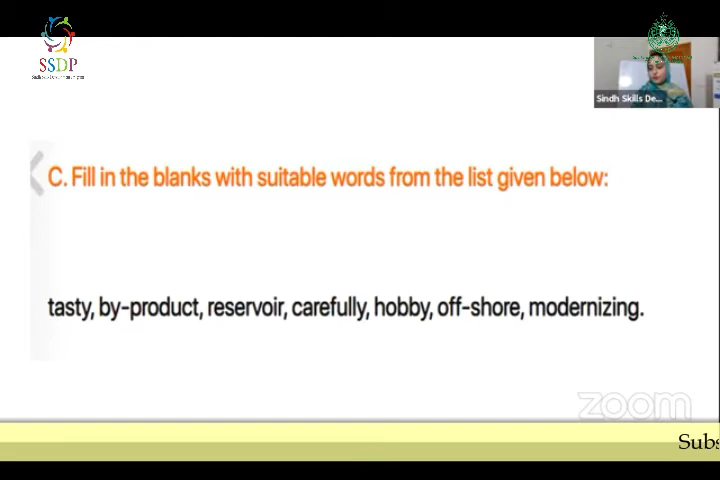 SSDP
Sindh Skills De...
C. Fill in the blanks with suitable words from the list given below:
tasty, by-product, reservoir, carefully, hobby, off-shore, modernizing.
zoom
Subs